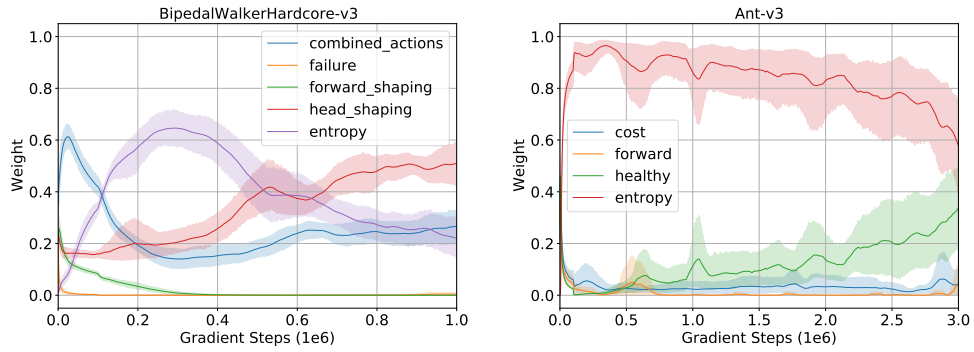 BipedalWalkerHardcore-v3
1.0
0.8
0.6
0.4
0.2
0.0
Weight
combined_actions
failure
forward_shaping
head_shaping
entropy
0.0 0.2 0.4 0.6 0.8 1.0
Gradient Steps (1e6)
Ant-v3
1.0
0.8
0.6
0.4
0.2
0.0
Weight
cost
forward
healthy
entropy
0.0 0.5 1.0 1.5 2.0 2.5 3.0
Gradient Steps (1e6)